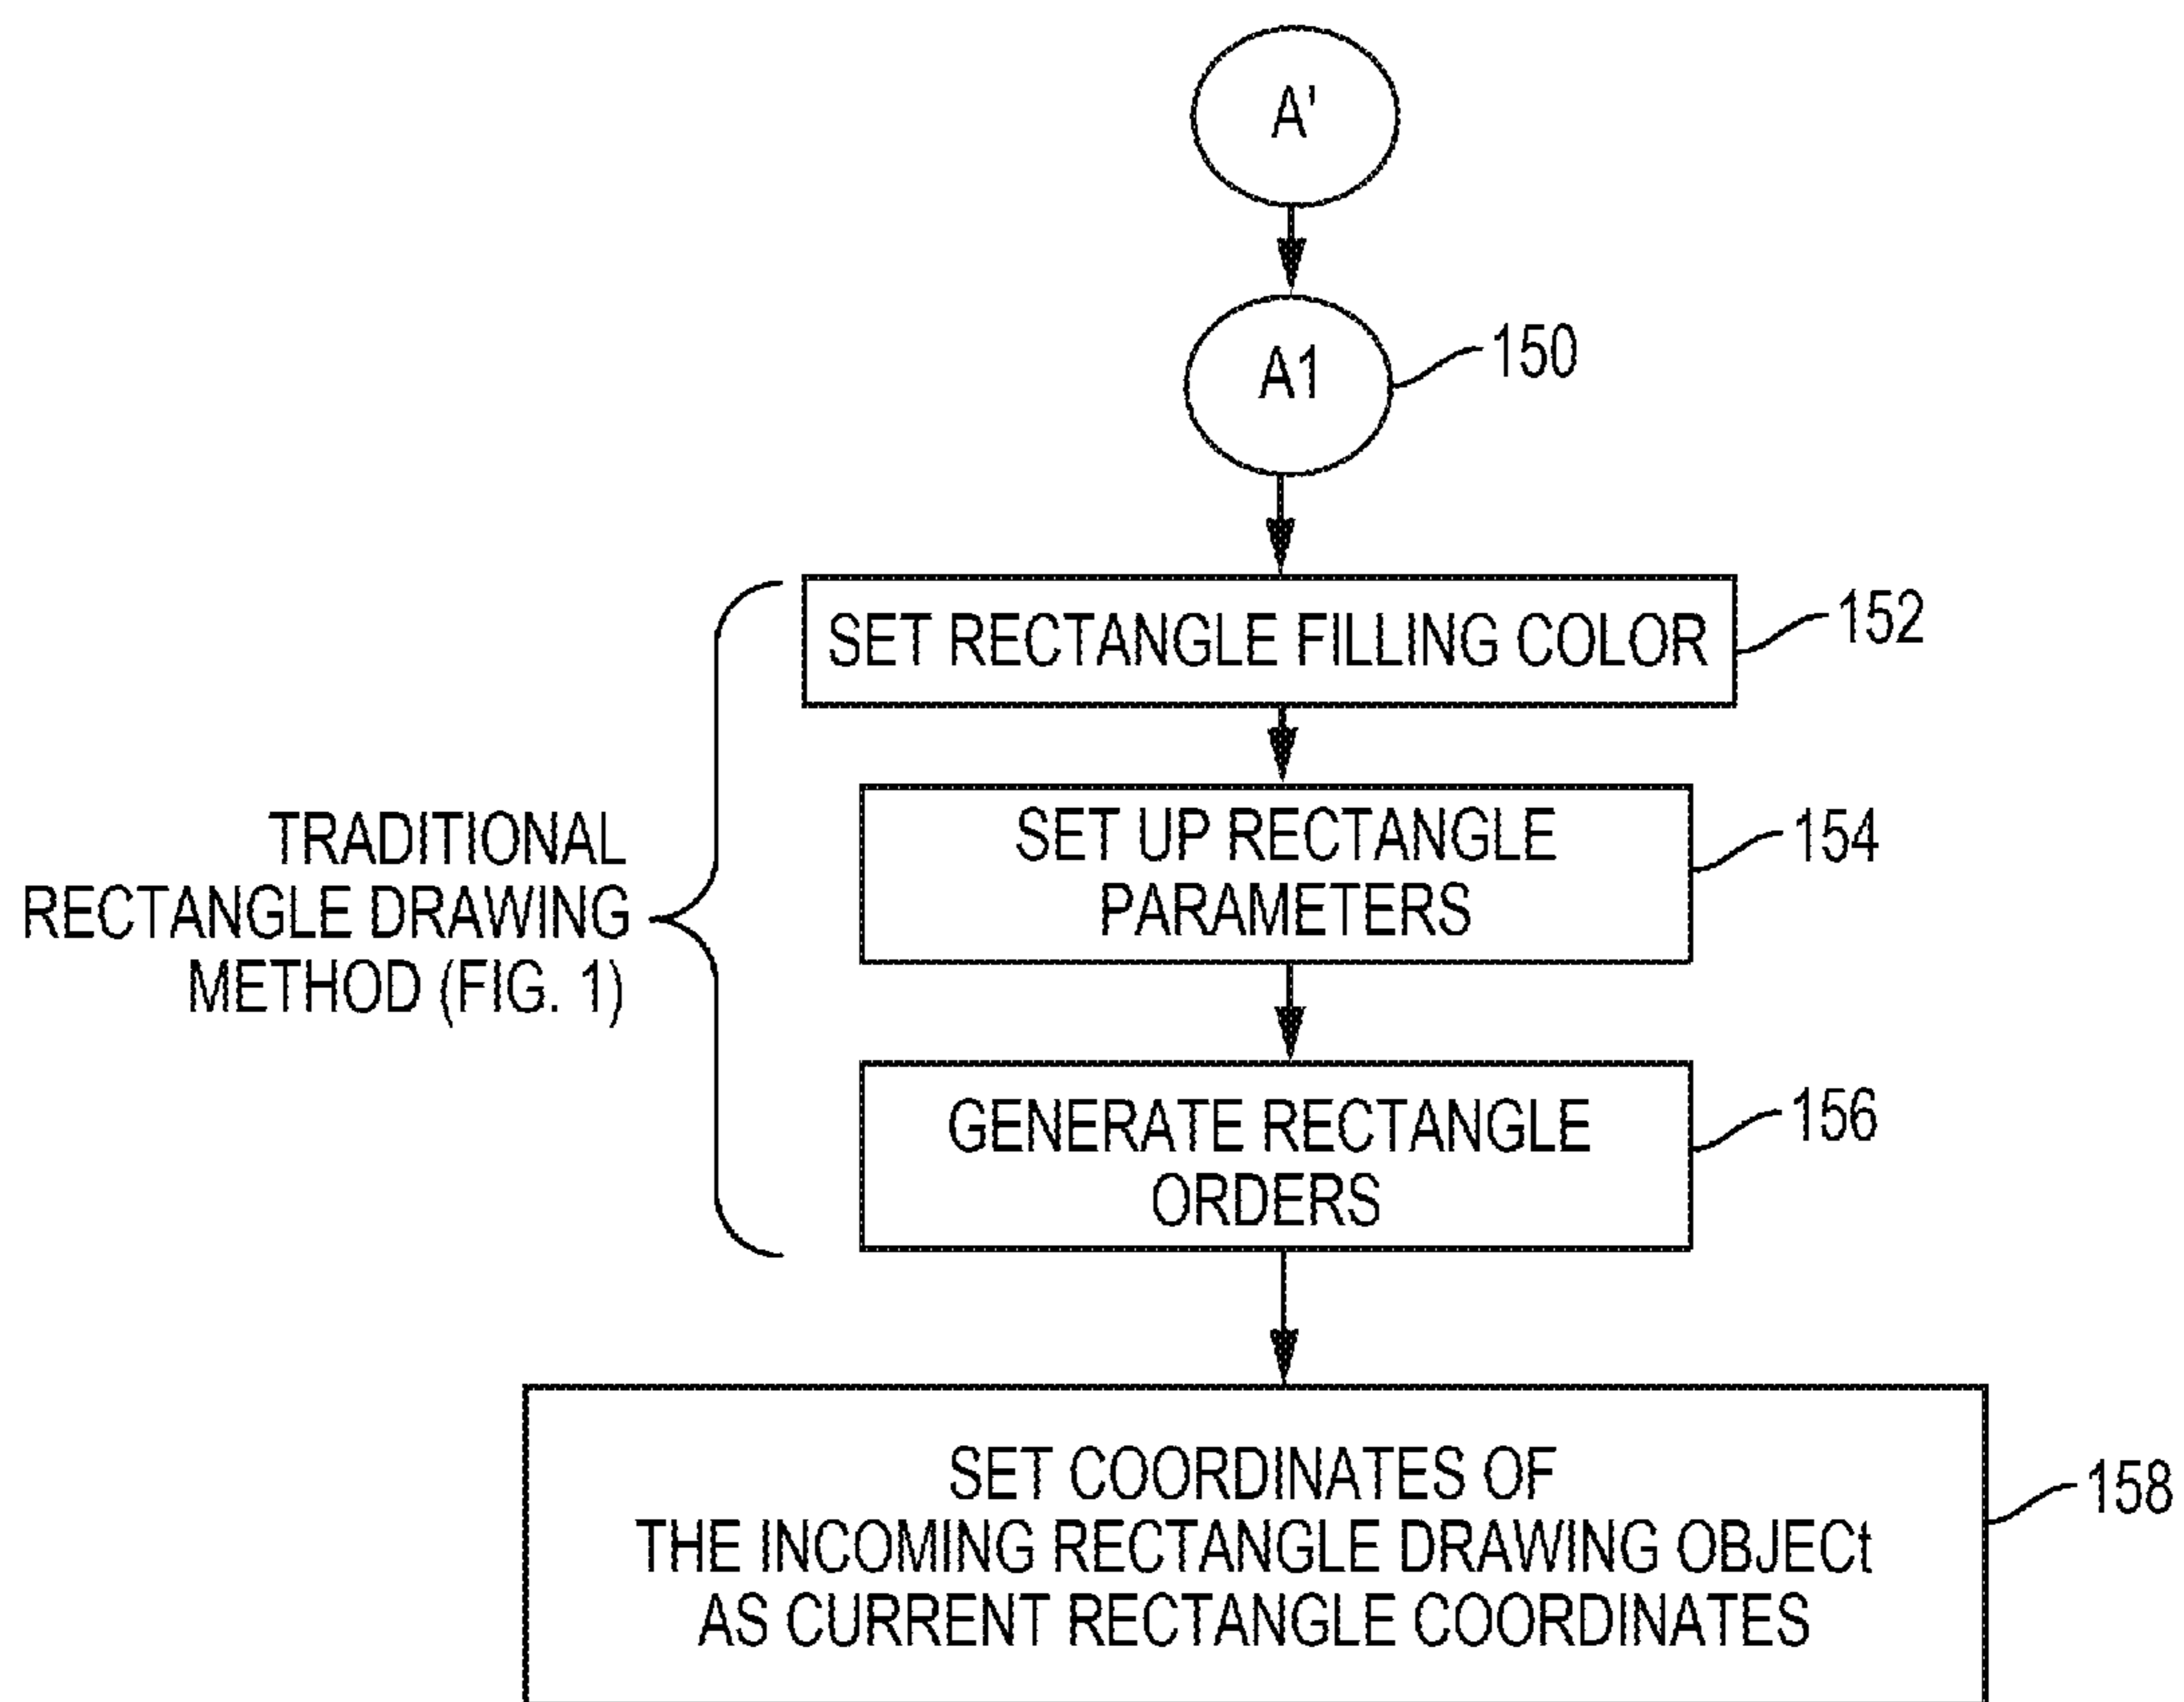 A'
A1
150
SET RECTANGLE FILLING COLOR
152
TRADITIONAL
RECTANGLE DRAWING
METHOD (FIG. 1)
SET UP RECTANGLE
PARAMETERS
154
GENERATE RECTANGLE
ORDERS
156
SET COORDINATES OF
THE INCOMING RECTANGLE DRAWING OBJECt
AS CURRENT RECTANGLE COORDINATES
158